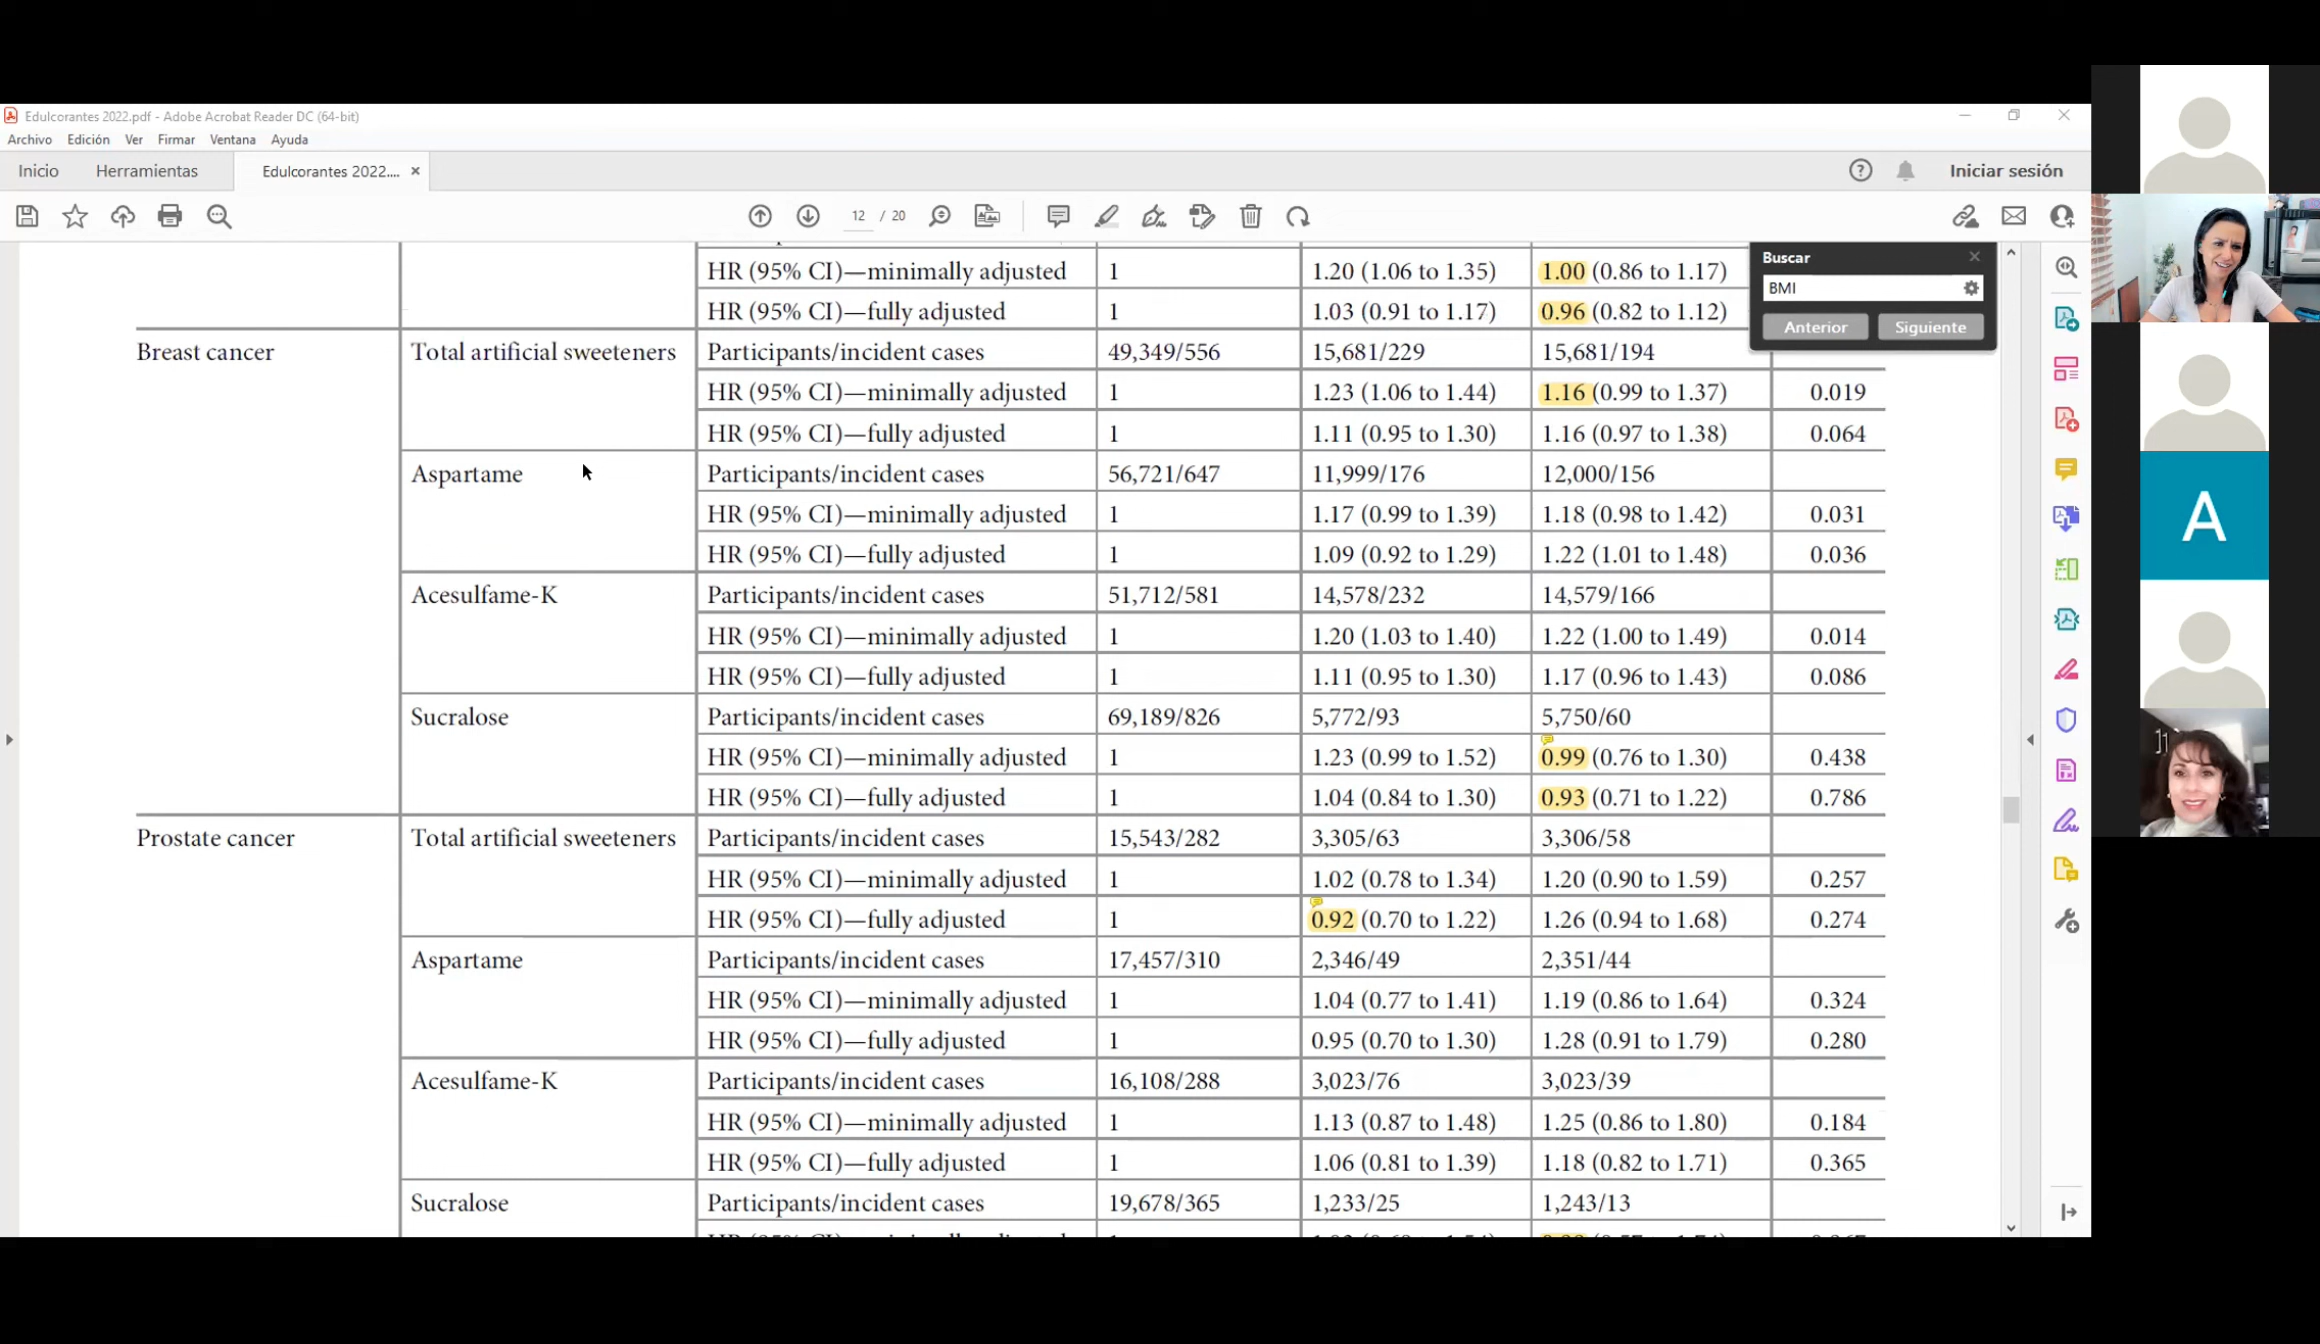 Edulcorantes 2022.pdf - Adobe Acrobat Reader DC (64-bit)
Archivo Edición Ver Firmar Ventana Ayuda
Inicio Herramientas Edulcorantes 2022.... × Iniciar sesión
12 / 20
Buscar
BMI
Anterior Siguiente
HR (95% CI)—minimally adjusted 1 1.20 (1.06 to 1.35) 1.00 (0.86 to 1.17)
HR (95% CI)—fully adjusted 1 1.03 (0.91 to 1.17) 0.96 (0.82 to 1.12)
Breast cancer Total artificial sweeteners Participants/incident cases 49,349/556 15,681/229 15,681/194
HR (95% CI)—minimally adjusted 1 1.23 (1.06 to 1.44) 1.16 (0.99 to 1.37) 0.019
HR (95% CI)—fully adjusted 1 1.11 (0.95 to 1.30) 1.16 (0.97 to 1.38) 0.064
Aspartame Participants/incident cases 56,721/647 11,999/176 12,000/156
HR (95% CI)—minimally adjusted 1 1.17 (0.99 to 1.39) 1.18 (0.98 to 1.42) 0.031
HR (95% CI)—fully adjusted 1 1.09 (0.92 to 1.29) 1.22 (1.01 to 1.48) 0.036
Acesulfame-K Participants/incident cases 51,712/581 14,578/232 14,579/166
HR (95% CI)—minimally adjusted 1 1.20 (1.03 to 1.40) 1.22 (1.00 to 1.49) 0.014
HR (95% CI)—fully adjusted 1 1.11 (0.95 to 1.30) 1.17 (0.96 to 1.43) 0.086
Sucralose Participants/incident cases 69,189/826 5,772/93 5,750/60
HR (95% CI)—minimally adjusted 1 1.23 (0.99 to 1.52) 0.99 (0.76 to 1.30) 0.438
HR (95% CI)—fully adjusted 1 1.04 (0.84 to 1.30) 0.93 (0.71 to 1.22) 0.786
Prostate cancer Total artificial sweeteners Participants/incident cases 15,543/282 3,305/63 3,306/58
HR (95% CI)—minimally adjusted 1 1.02 (0.78 to 1.34) 1.20 (0.90 to 1.59) 0.257
HR (95% CI)—fully adjusted 1 0.92 (0.70 to 1.22) 1.26 (0.94 to 1.68) 0.274
Aspartame Participants/incident cases 17,457/310 2,346/49 2,351/44
HR (95% CI)—minimally adjusted 1 1.04 (0.77 to 1.41) 1.19 (0.86 to 1.64) 0.324
HR (95% CI)—fully adjusted 1 0.95 (0.70 to 1.30) 1.28 (0.91 to 1.79) 0.280
Acesulfame-K Participants/incident cases 16,108/288 3,023/76 3,023/39
HR (95% CI)—minimally adjusted 1 1.13 (0.87 to 1.48) 1.25 (0.86 to 1.80) 0.184
HR (95% CI)—fully adjusted 1 1.06 (0.81 to 1.39) 1.18 (0.82 to 1.71) 0.365
Sucralose Participants/incident cases 19,678/365 1,233/25 1,243/13
A